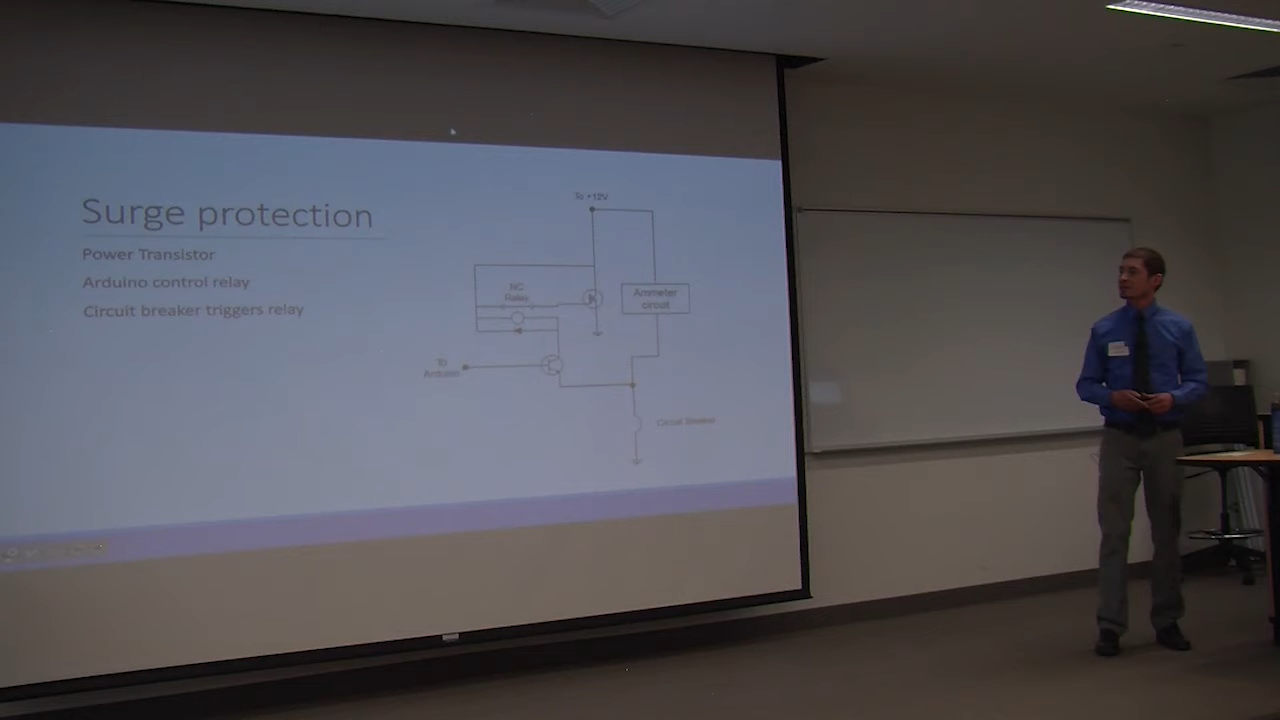 Surge protection
Power Transistor
Arduino control relay
Circuit breaker triggers relay
To +12V
NC
Relay
Ammeter
circuit
To
Arduino
Circuit Breaker